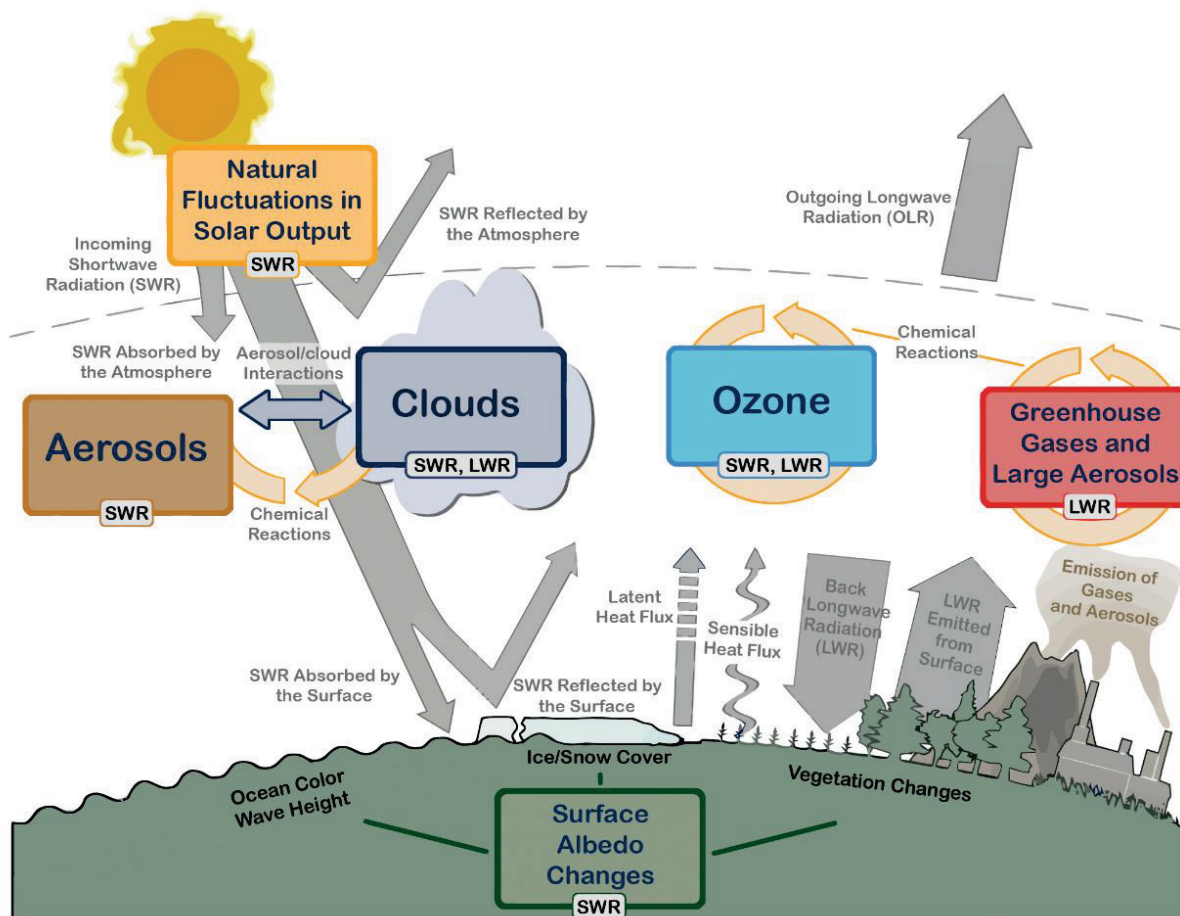 Natural
Fluctuations in
Solar Output
SWR
SWR Reflected by
the Atmosphere
Outgoing Longwave
Radiation (OLR)
Incoming
Shortwave
Radiation (SWR)
SWR Absorbed by
the Atmosphere
Aerosol/cloud
Interactions
Chemical
Reactions
Aerosols
SWR
Clouds
SWR, LWR
Ozone
SWR, LWR
Greenhouse
Gases and
Large Aerosols
LWR
Chemical
Reactions
Emission of
Gases
and Aerosols
Latent
Heat Flux
Sensible
Heat Flux
Back
Longwave
Radiation
(LWR)
LWR
Emitted
from
Surface
SWR Absorbed by
the Surface
SWR Reflected by
the Surface
Ice/Snow Cover
Ocean Color
Wave Height
Vegetation Changes
Surface
Albedo
Changes
SWR